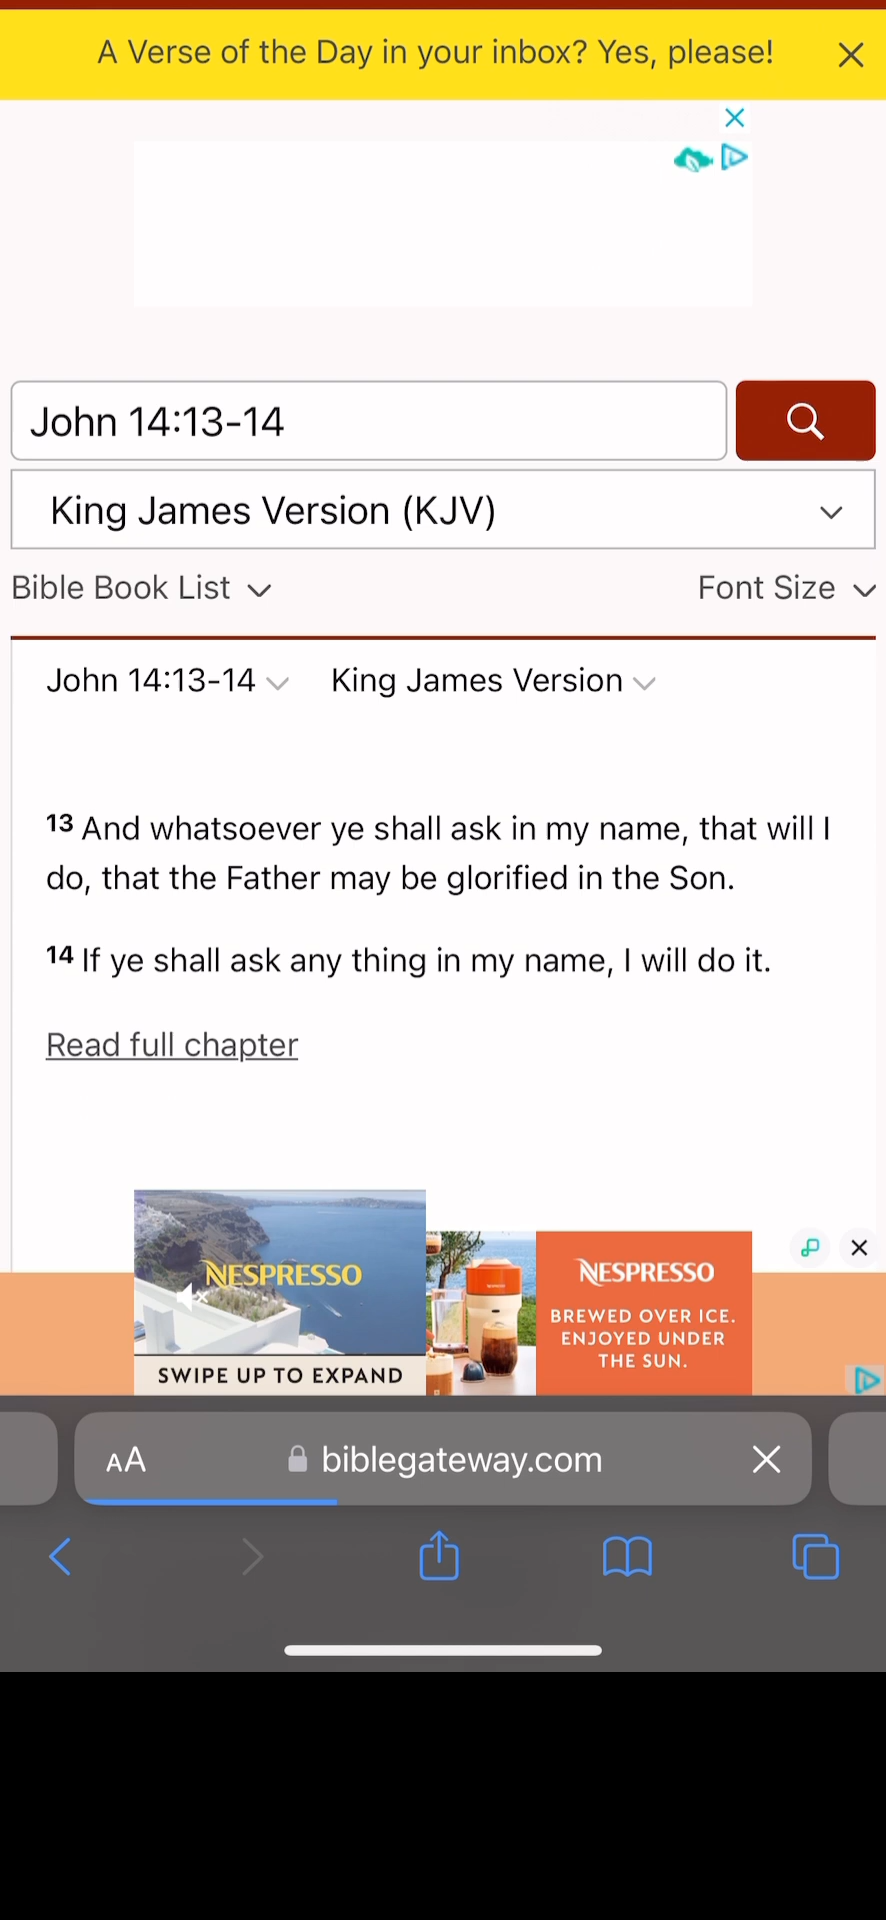 A Verse of the Day in your inbox? Yes, please!
John 14:13-14
King James Version (KJV)
Bible Book List
Font Size
John 14:13-14 King James Version
13 And whatsoever ye shall ask in my name, that will I
do, that the Father may be glorified in the Son.
14 If ye shall ask any thing in my name, I will do it.
Read full chapter
NESPRESSO
SWIPE UP TO EXPAND
NESPRESSO
BREWED OVER ICE.
ENJOYED UNDER
THE SUN.
AA biblegateway.com